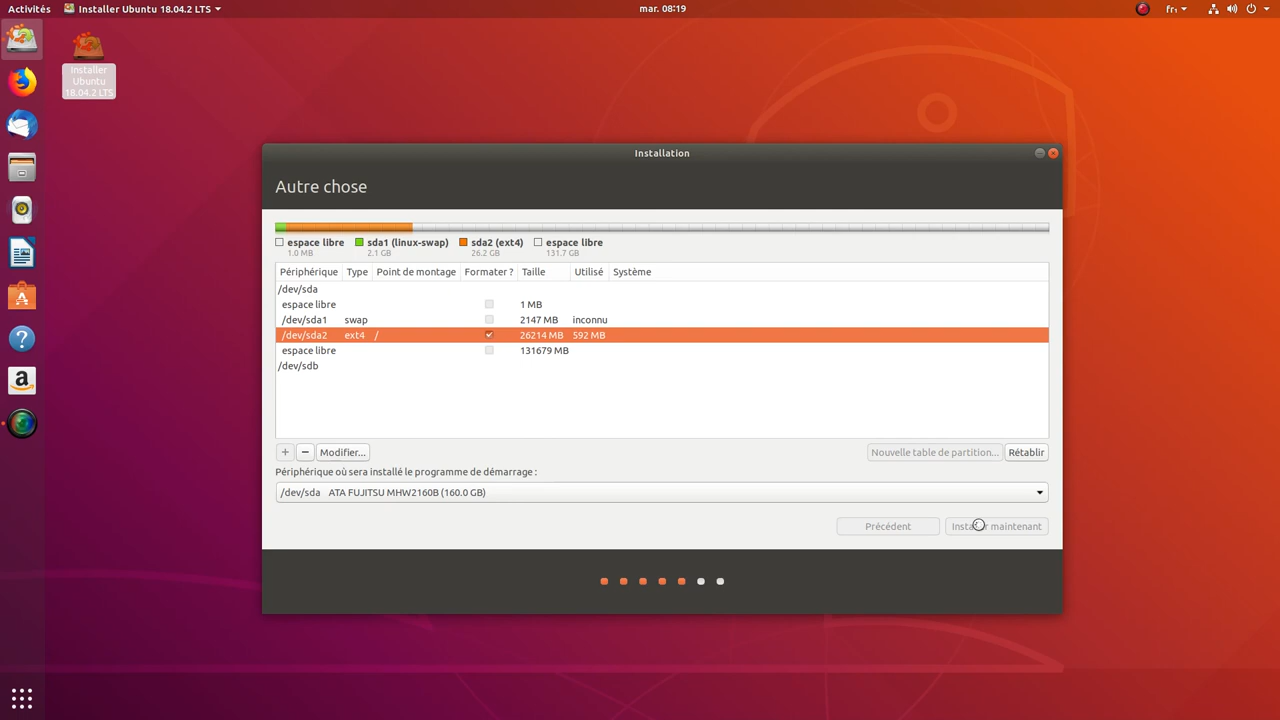 Activités
Installer Ubuntu 18.04.2 LTS
mar. 08:19
fr₁
Installer
Ubuntu
18.04.2 LTS
Installation
Autre chose
espace libre sda1 (linux-swap) sda2 (ext4) espace libre
1.0 MB 2.1 GB 26.2 GB 131.7 GB
Périphérique Type Point de montage Formater ? Taille Utilisé Système
/dev/sda
espace libre 1 MB
/dev/sda1 swap 2147 MB inconnu
/dev/sda2 ext4 / 26214 MB 592 MB
espace libre 131679 MB
/dev/sdb
+ − Modifier... Nouvelle table de partition... Rétablir
Périphérique où sera installé le programme de démarrage :
/dev/sda ATA FUJITSU MHW2160B (160.0 GB)
Précédent Installer maintenant